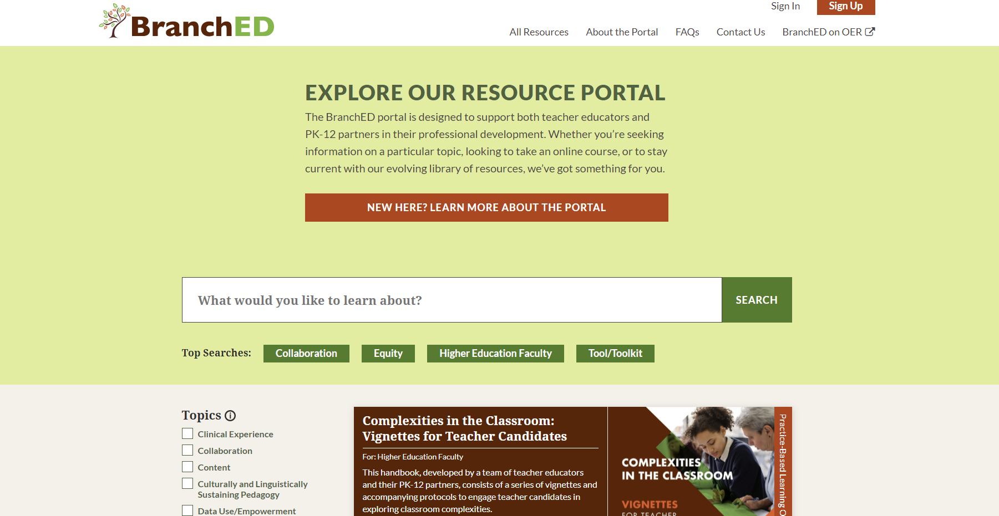 BranchED
Sign In
Sign Up
All Resources
About the Portal
FAQs
Contact Us
BranchED on OER
EXPLORE OUR RESOURCE PORTAL
The BranchED portal is designed to support both teacher educators and
PK-12 partners in their professional development. Whether you’re seeking
information on a particular topic, looking to take an online course, or to stay
current with our evolving library of resources, we’ve got something for you.
NEW HERE? LEARN MORE ABOUT THE PORTAL
What would you like to learn about?
SEARCH
Top Searches:
Collaboration
Equity
Higher Education Faculty
Tool/Toolkit
Topics
Clinical Experience
Collaboration
Content
Culturally and Linguistically
Sustaining Pedagogy
Data Use/Empowerment
Complexities in the Classroom:
Vignettes for Teacher Candidates
For: Higher Education Faculty
This handbook, developed by a team of teacher educators
and their PK-12 partners, consists of a series of vignettes and
accompanying protocols to engage teacher candidates in
exploring classroom complexities.
COMPLEXITIES
IN THE CLASSROOM
VIGNETTES
FOR TEACHER
Practice-Based Learning O